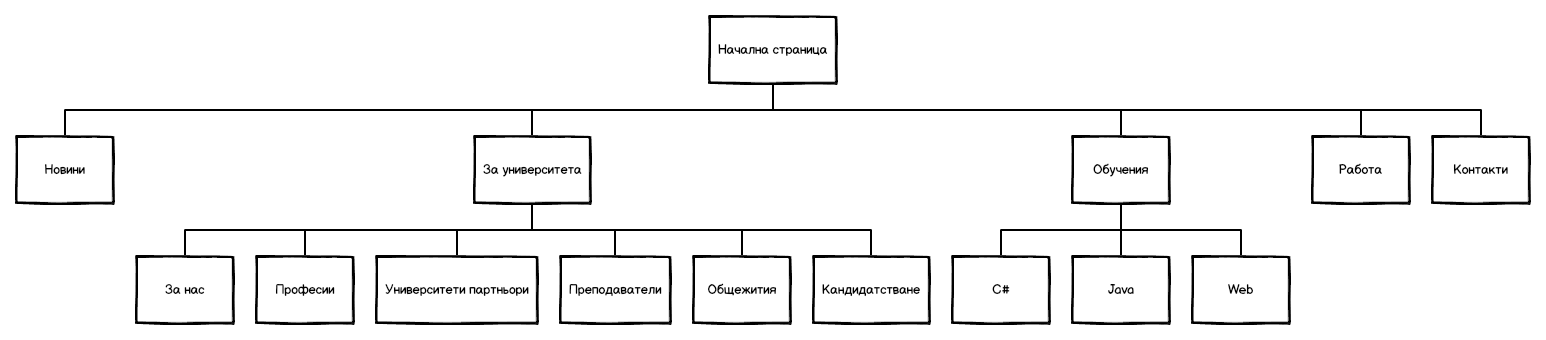 Начална страница
Новини
За университета
Обучения
Работа
Контакти
За нас
Професии
Университети партньори
Преподаватели
Общежития
Кандидатстване
C#
Java
Web